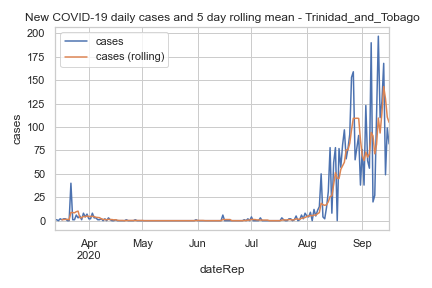 New COVID-19 daily cases and 5 day rolling mean - Trinidad_and_Tobago
cases
cases (rolling)
cases
200
175
150
125
100
75
50
25
0
Apr
2020
May
Jun
Jul
Aug
Sep
dateRep